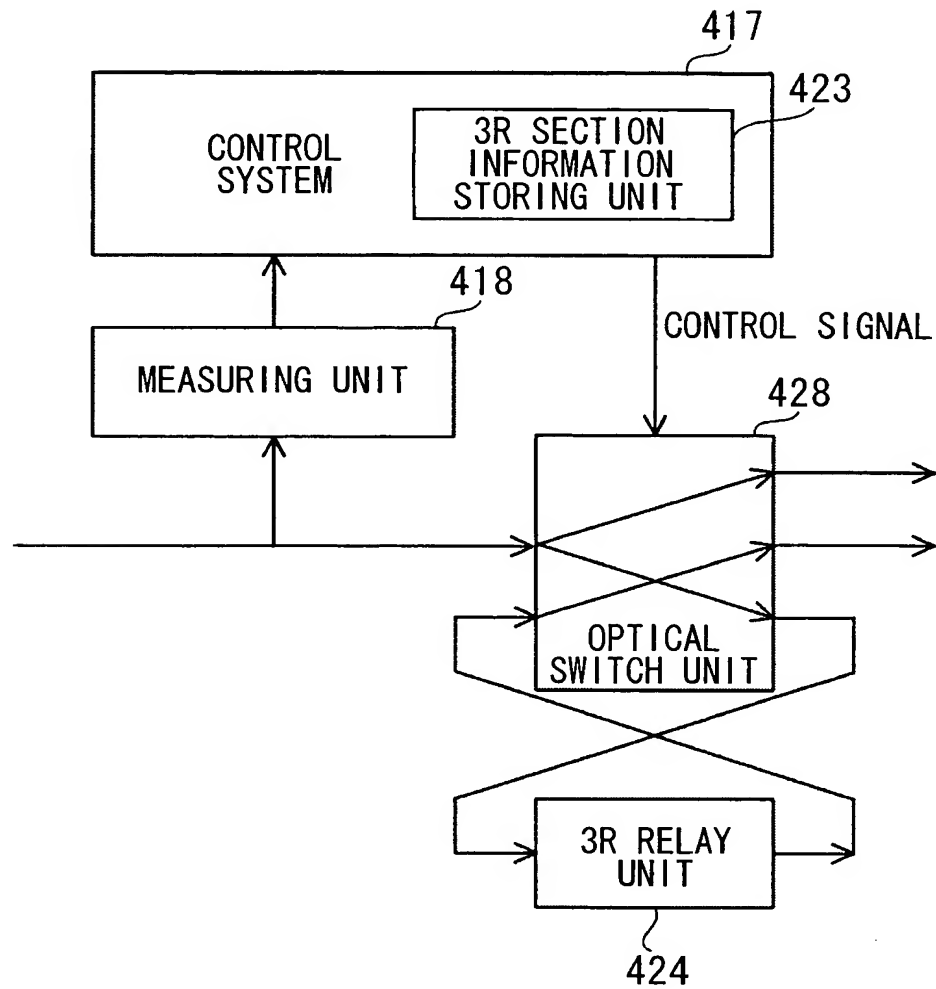 417
423
CONTROL
SYSTEM
3R SECTION
INFORMATION
STORING UNIT
418
MEASURING UNIT
CONTROL SIGNAL
428
OPTICAL
SWITCH UNIT
3R RELAY
UNIT
424